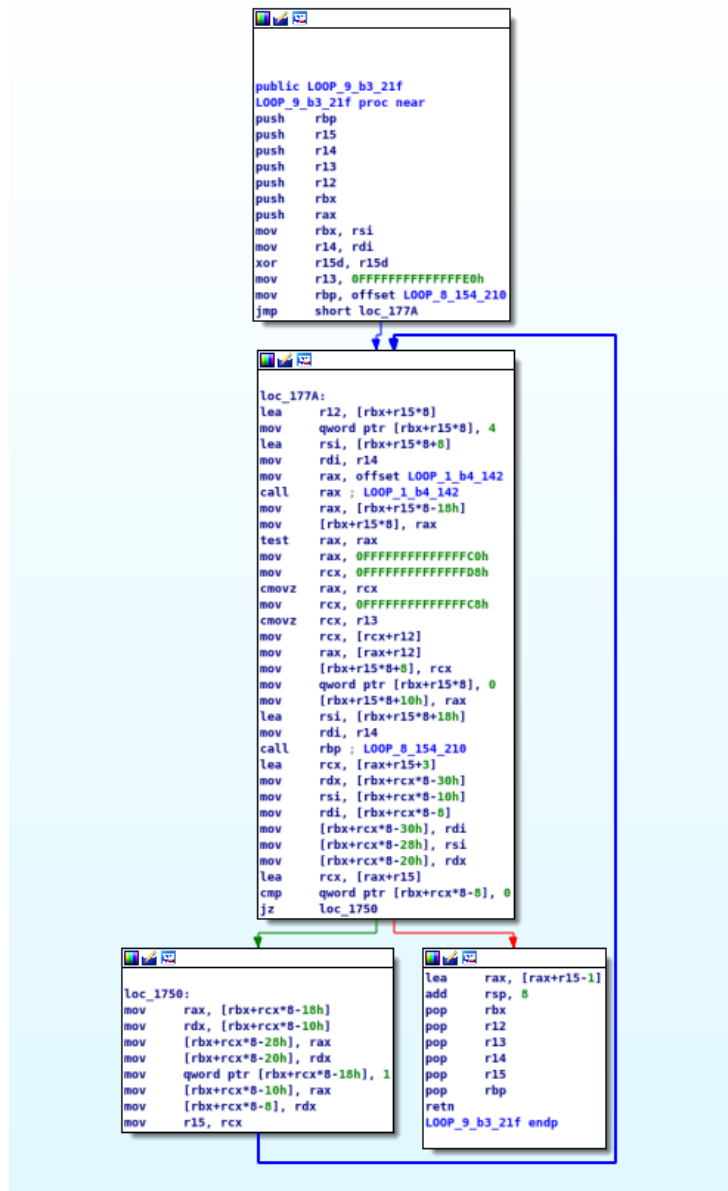 public LOOP_9_b3_21f
LOOP_9_b3_21f proc near
push rbp
push r15
push r14
push r13
push r12
push rbx
push rax
mov rbx, rsi
mov r14, rdi
xor r15d, r15d
mov r13, 0FFFFFFFFFFFFFFE0h
mov rbp, offset LOOP_8_154_210
jmp short loc_177A
loc_177A:
lea r12, [rbx+r15*8]
mov qword ptr [rbx+r15*8], 4
lea rsi, [rbx+r15*8+8]
mov rdi, r14
mov rax, offset LOOP_1_b4_142
call rax ; LOOP_1_b4_142
mov rax, [rbx+r15*8-18h]
mov [rbx+r15*8], rax
test rax, rax
mov rax, 0FFFFFFFFFFFFFFC0h
mov rcx, 0FFFFFFFFFFFFFFD8h
cmovz rax, rcx
mov rcx, 0FFFFFFFFFFFFFFC8h
cmovz rcx, r13
mov rcx, [rcx+r12]
mov rax, [rax+r12]
mov [rbx+r15*8+8], rcx
mov qword ptr [rbx+r15*8], 0
mov [rbx+r15*8+10h], rax
lea rsi, [rbx+r15*8+18h]
mov rdi, r14
call rbp ; LOOP_8_154_210
lea rcx, [rax+r15+3]
mov rdx, [rbx+rcx*8-30h]
mov rsi, [rbx+rcx*8-10h]
mov rdi, [rbx+rcx*8-8]
mov [rbx+rcx*8-30h], rdi
mov [rbx+rcx*8-28h], rsi
mov [rbx+rcx*8-20h], rdx
lea rcx, [rax+r15]
cmp qword ptr [rbx+rcx*8-8], 0
jz loc_1750
loc_1750:
mov rax, [rbx+rcx*8-18h]
mov rdx, [rbx+rcx*8-10h]
mov [rbx+rcx*8-28h], rax
mov [rbx+rcx*8-20h], rdx
mov qword ptr [rbx+rcx*8-18h], 1
mov [rbx+rcx*8-10h], rax
mov [rbx+rcx*8-8], rdx
mov r15, rcx
lea rax, [rax+r15-1]
add rsp, 8
pop rbx
pop r12
pop r13
pop r14
pop r15
pop rbp
retn
LOOP_9_b3_21f endp